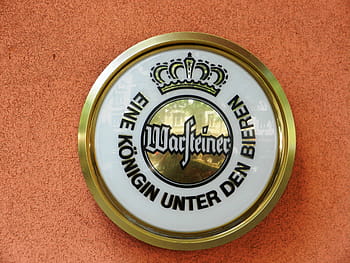 Warsteiner
EINE KÖNIGIN UNTER DEN BIEREN